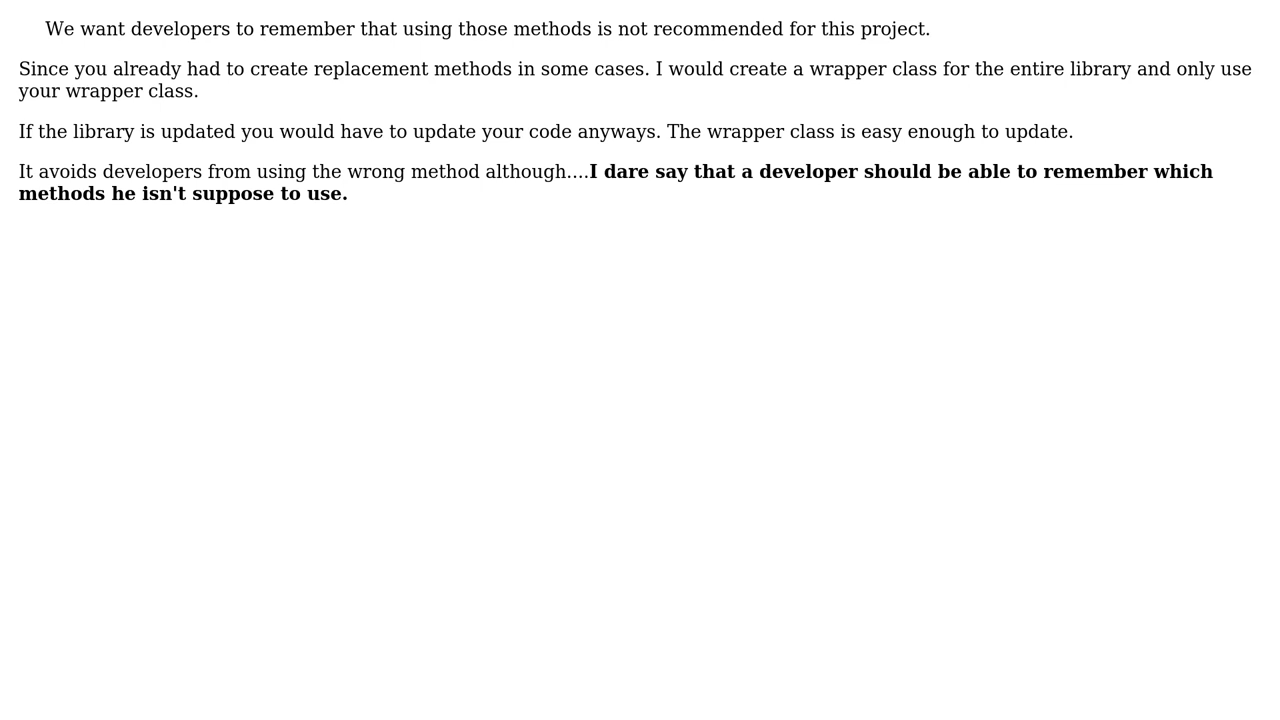 We want developers to remember that using those methods is not recommended for this project.
Since you already had to create replacement methods in some cases. I would create a wrapper class for the entire library and only use
your wrapper class.
If the library is updated you would have to update your code anyways. The wrapper class is easy enough to update.
It avoids developers from using the wrong method although....I dare say that a developer should be able to remember which
methods he isn't suppose to use.